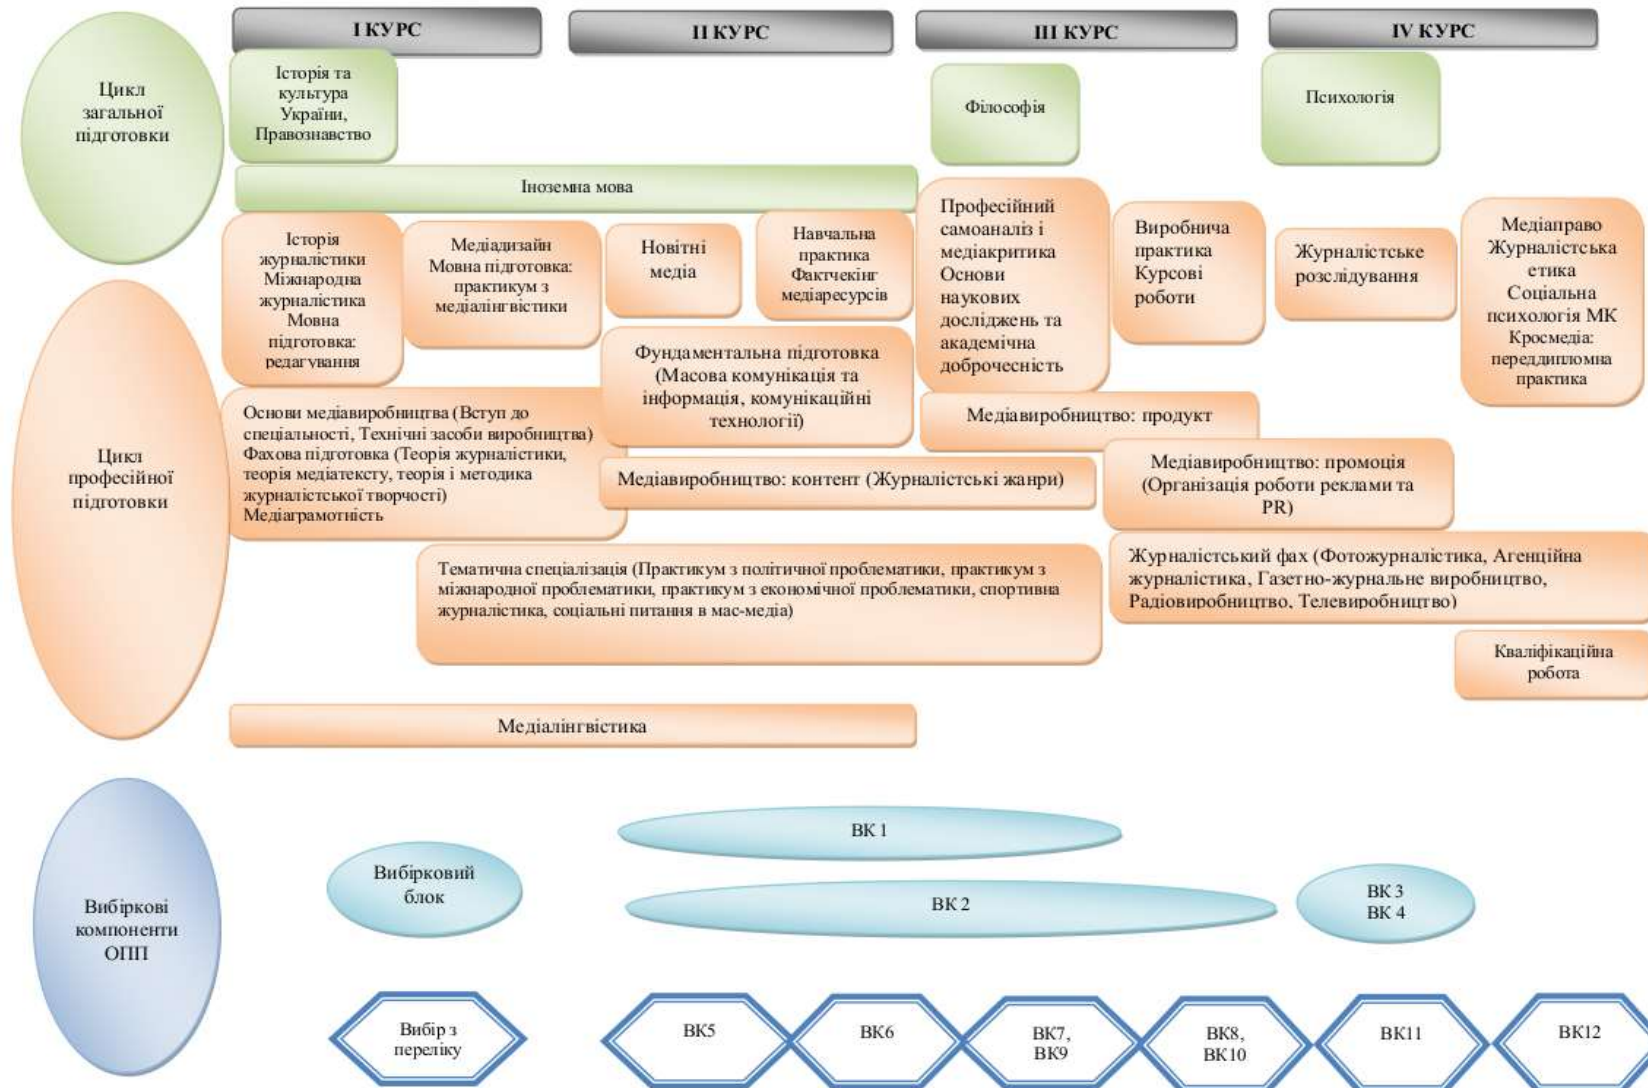 І КУРС
ІІ КУРС
ІІІ КУРС
IV КУРС
Цикл
загальної
підготовки
Історія та
культура
України,
Правознавство
Філософія
Психологія
Іноземна мова
Історія
журналістики
Міжнародна
журналістика
Мовна
підготовка:
редагування
Медіадизайн
Мовна підготовка:
практикум з
медіалінгвістики
Новітні
медіа
Навчальна
практика
Фактчекінг
медіаресурсів
Професійний
самоаналіз і
медіакритика
Основи
наукових
досліджень та
академічна
доброчесність
Виробнича
практика
Курсові
роботи
Журналістське
розслідування
Медіаправо
Журналістська
етика
Соціальна
психологія МК
Кросмедіа:
переддипломна
практика
Цикл
професійної
підготовки
Фундаментальна підготовка
(Масова комунікація та
інформація, комунікаційні
технології)
Основи медіавиробництва (Вступ до
спеціальності, Технічні засоби виробництва)
Фахова підготовка (Теорія журналістики,
теорія медіатексту, теорія і методика
журналістської творчості)
Медіаграмотність
Медіавиробництво: продукт
Медіавиробництво: контент (Журналістські жанри)
Медіавиробництво: промоція
(Організація роботи реклами та
PR)
Тематична спеціалізація (Практикум з політичної проблематики, практикум з
міжнародної проблематики, практикум з економічної проблематики, спортивна
журналістика, соціальні питання в мас-медіа)
Журналістський фах (Фотожурналістика, Агенційна
журналістика, Газетно-журнальне виробництво,
Радіовиробництво, Телевиробництво)
Кваліфікаційна
робота
Медіалінгвістика
Вибіркові
компоненти
ОПП
Вибірковий
блок
ВК 1
ВК 2
ВК 3
ВК 4
Вибір з
переліку
ВК5
ВК6
ВК7,
ВК9
ВК8,
ВК10
ВК11
ВК12